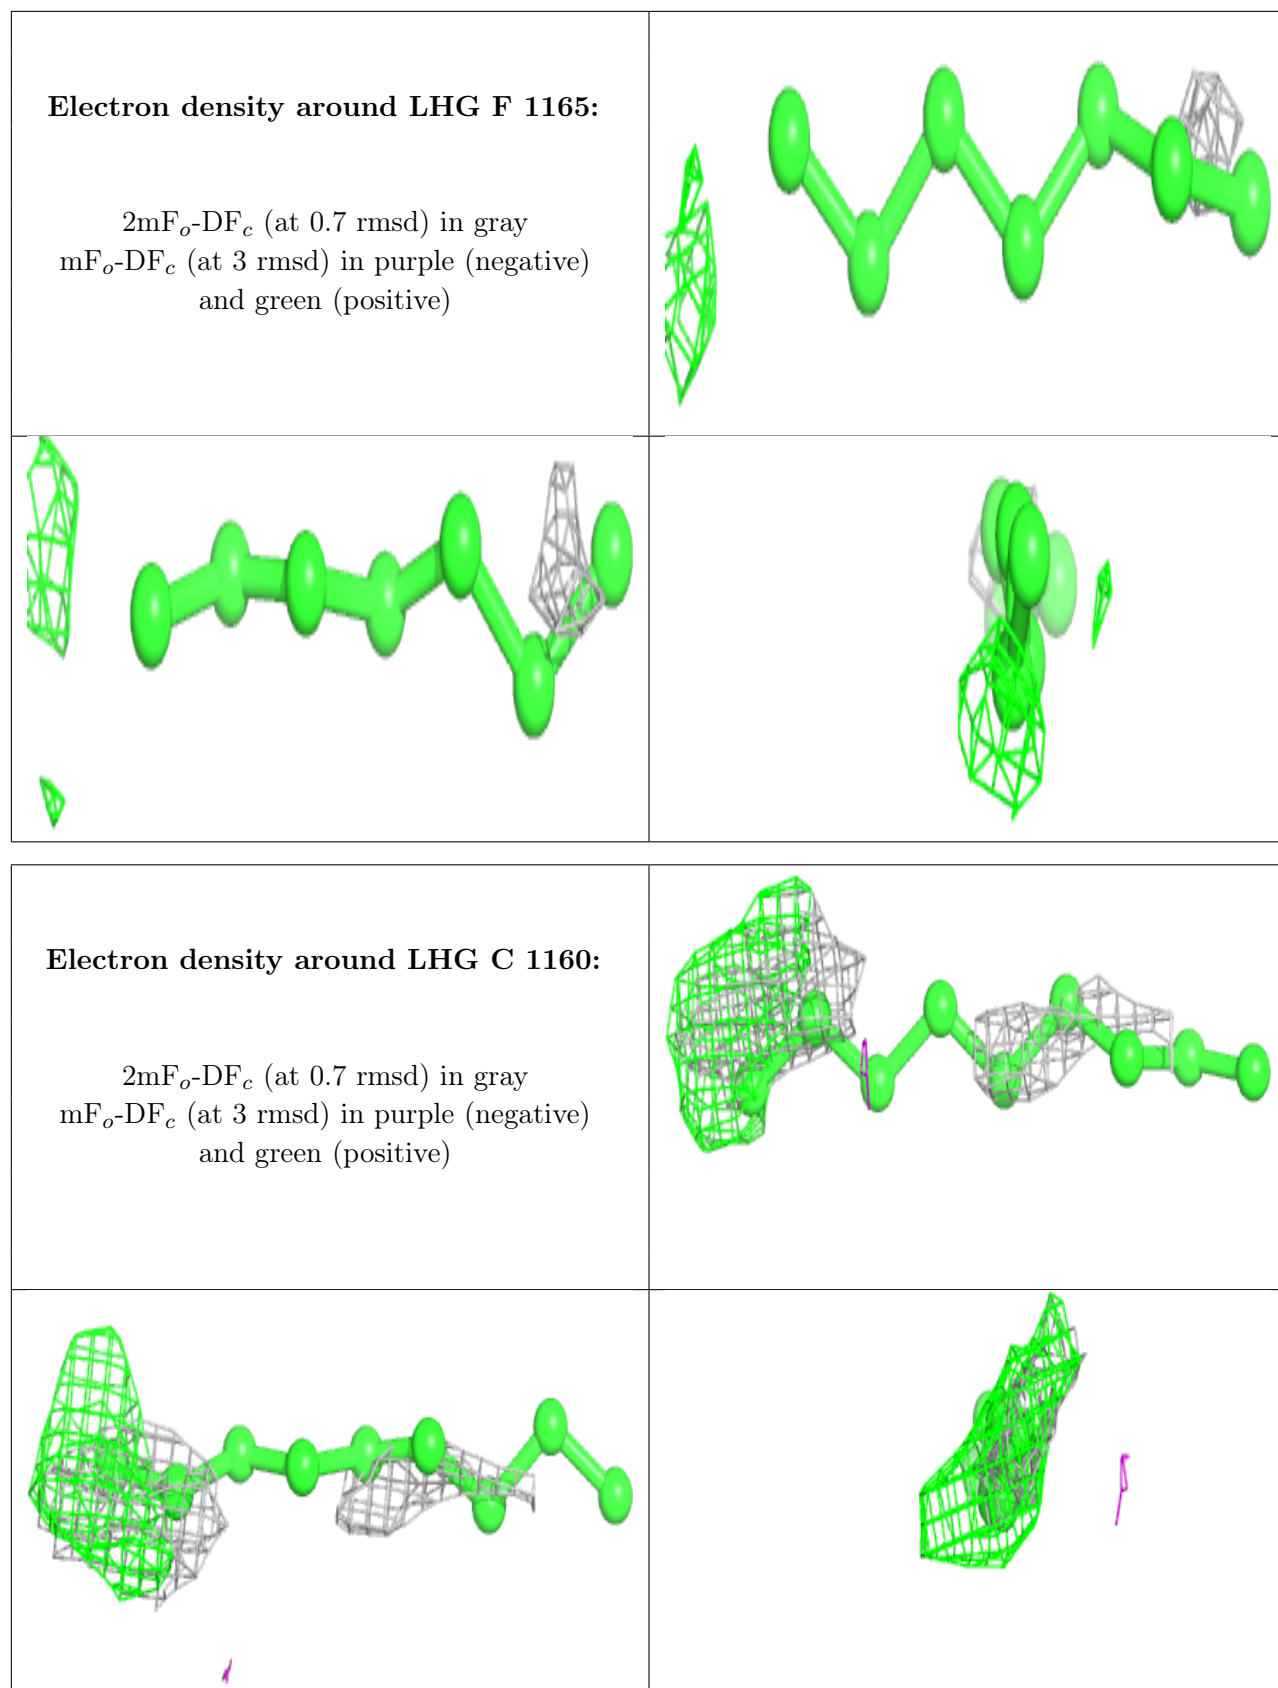 Electron density around LHG F 1165:
2mFo-DFc (at 0.7 rmsd) in gray
mFo-DFc (at 3 rmsd) in purple (negative)
and green (positive)
Electron density around LHG C 1160:
2mFo-DFc (at 0.7 rmsd) in gray
mFo-DFc (at 3 rmsd) in purple (negative)
and green (positive)